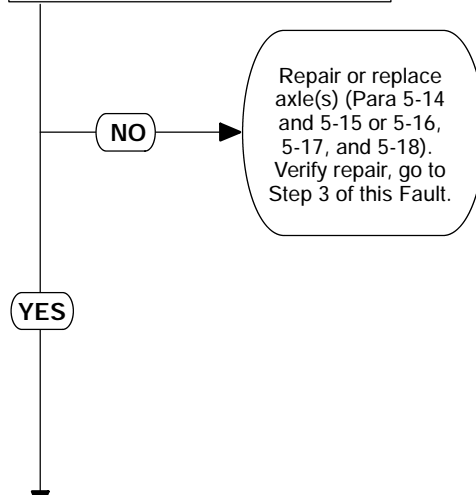 Repair or replace
axle(s) (Para 5-14
and 5-15 or 5-16,
5-17, and 5-18).
Verify repair, go to
Step 3 of this Fault.
NO
YES